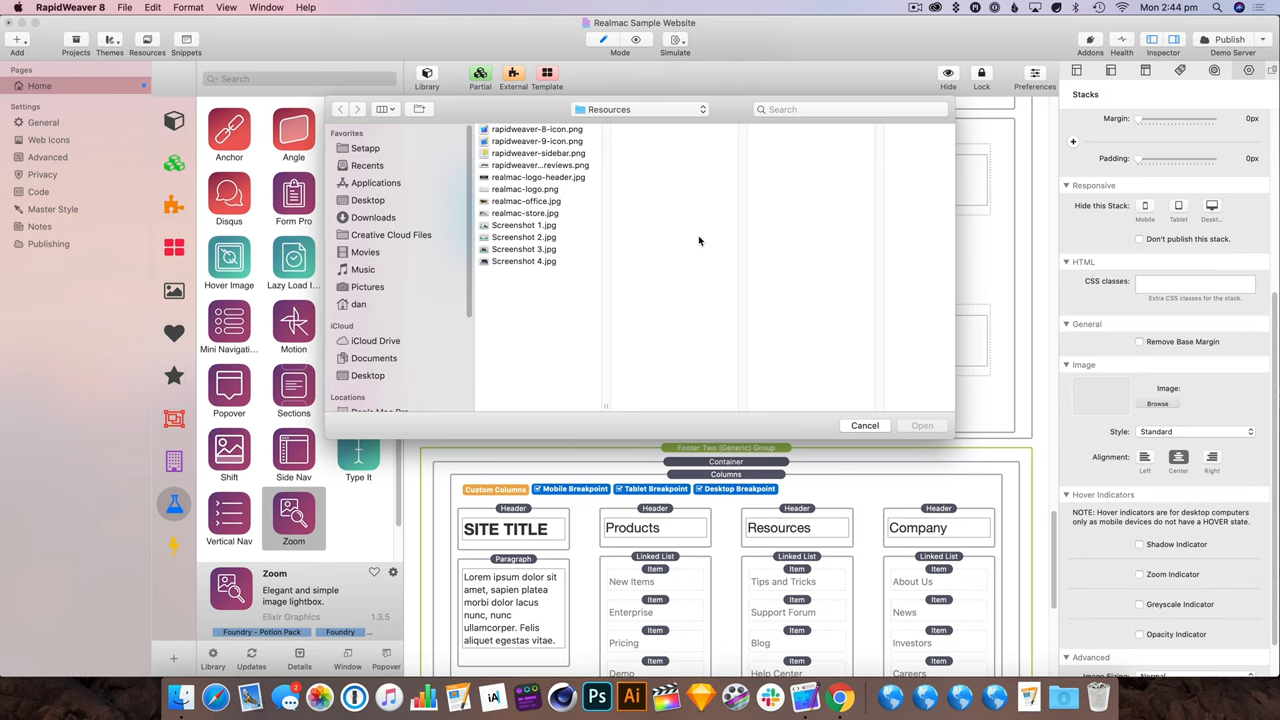 RapidWeaver 8 File Edit Format View Window Help Mon 2:44 pm
Realmac Sample Website
Add Projects Themes Resources Snippets Mode Simulate Addons Health Inspector Publish
Demo Server
Pages
Home
Settings
General
Web Icons
Advanced
Privacy
Code
Master Style
Notes
Publishing
Search
Anchor Angle
Disqus Form Pro
Hover Image Lazy Load I...
Mini Navigati... Motion
Popover Sections
Shift Side Nav Type It
Vertical Nav Zoom
Zoom
Elegant and simple
image lightbox.
Elixir Graphics 1.3.5
Foundry - Potion Pack Foundry ...
Library Updates Details Window Popover
Library Partial External Template Hide Lock Preferences
Resources
Search
Favorites
Setapp
Recents
Applications
Desktop
Downloads
Creative Cloud Files
Movies
Music
Pictures
dan
iCloud
iCloud Drive
Documents
Desktop
Locations
rapidweaver-8-icon.png
rapidweaver-9-icon.png
rapidweaver-sidebar.png
rapidweaver...reviews.png
realmac-logo-header.jpg
realmac-logo.png
realmac-office.jpg
realmac-store.jpg
Screenshot 1.jpg
Screenshot 2.jpg
Screenshot 3.jpg
Screenshot 4.jpg
Cancel Open
Footer Two (Generic) Group
Container
Columns
Custom Columns Mobile Breakpoint Tablet Breakpoint Desktop Breakpoint
Header Header Header Header
SITE TITLE Products Resources Company
Paragraph Linked List Linked List Linked List
Lorem ipsum dolor sit
amet, sapien platea
morbi dolor lacus
nunc, nunc
ullamcorper. Felis
aliquet egestas vitae.
Item Item Item
New Items Tips and Tricks About Us
Item Item Item
Enterprise Support Forum News
Item Item Item
Pricing Blog Investors
Item Item Item
Demo Help Center Careers
Stacks
Margin: 0px
Padding: 0px
Responsive
Hide this Stack:
Mobile Tablet Deskt...
Don't publish this stack.
HTML
CSS classes:
Extra CSS classes for the stack.
General
Remove Base Margin
Image
Image:
Browse
Style: Standard
Alignment:
Left Center Right
Hover Indicators
NOTE: Hover indicators are for desktop computers
only as mobile devices do not have a HOVER state.
Shadow Indicator
Zoom Indicator
Greyscale Indicator
Opacity Indicator
Advanced
2
Ps Ai
iA